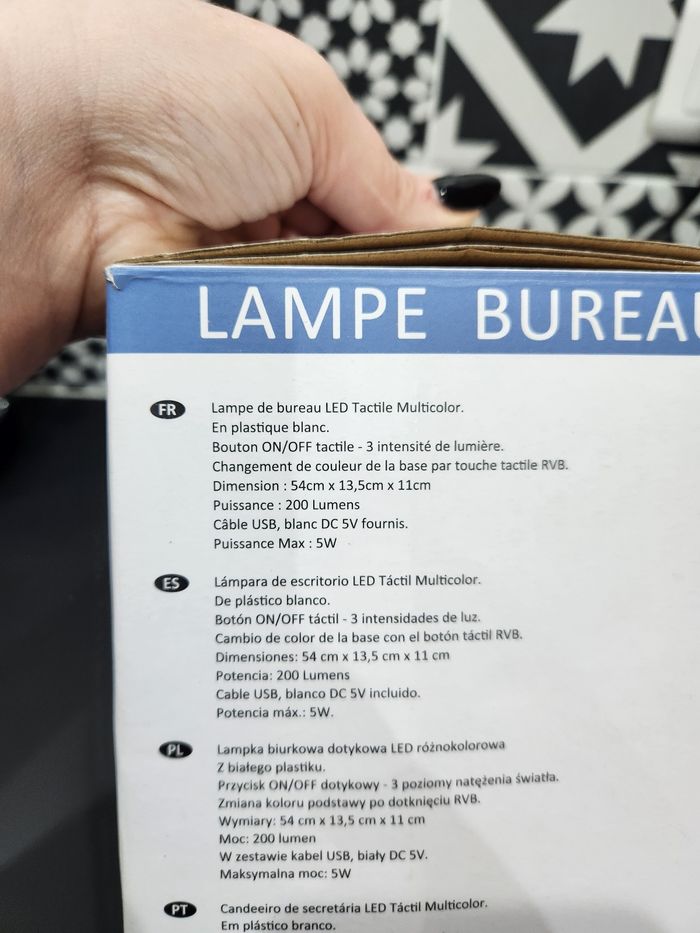 LAMPE BUREAU
FR
Lampe de bureau LED Tactile Multicolor.
En plastique blanc.
Bouton ON/OFF tactile - 3 intensité de lumière.
Changement de couleur de la base par touche tactile RVB.
Dimension : 54cm x 13,5cm x 11cm
Puissance : 200 Lumens
Câble USB, blanc DC 5V fournis.
Puissance Max : 5W
ES
Lámpara de escritorio LED Táctil Multicolor.
De plástico blanco.
Botón ON/OFF táctil - 3 intensidades de luz.
Cambio de color de la base con el botón táctil RVB.
Dimensiones: 54 cm x 13,5 cm x 11 cm
Potencia: 200 Lumens
Cable USB, blanco DC 5V incluido.
Potencia máx.: 5W.
PL
Lampka biurkowa dotykowa LED różnokolorowa
Z białego plastiku.
Przycisk ON/OFF dotykowy - 3 poziomy natężenia światła.
Zmiana koloru podstawy po dotknięciu RVB.
Wymiary: 54 cm x 13,5 cm x 11 cm
Moc: 200 lumen
W zestawie kabel USB, biały DC 5V.
Maksymalna moc: 5W
PT
Candeeiro de secretária LED Táctil Multicolor.
Em plástico branco.